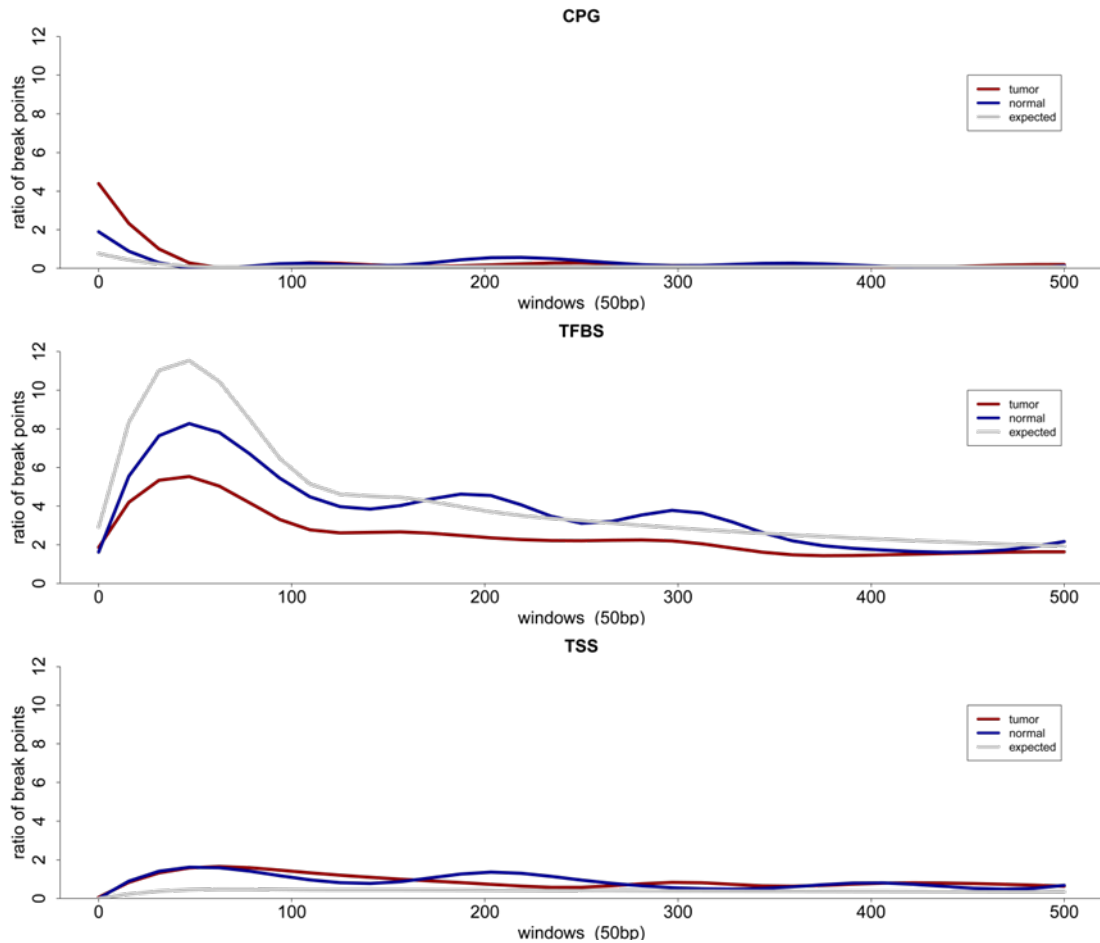 CPG
ratio of break points
0 2 4 6 8 10 12
tumor
normal
expected
0 100 200 300 400 500
windows (50bp)
TFBS
ratio of break points
0 2 4 6 8 10 12
tumor
normal
expected
0 100 200 300 400 500
windows (50bp)
TSS
ratio of break points
0 2 4 6 8 10 12
tumor
normal
expected
0 100 200 300 400 500
windows (50bp)